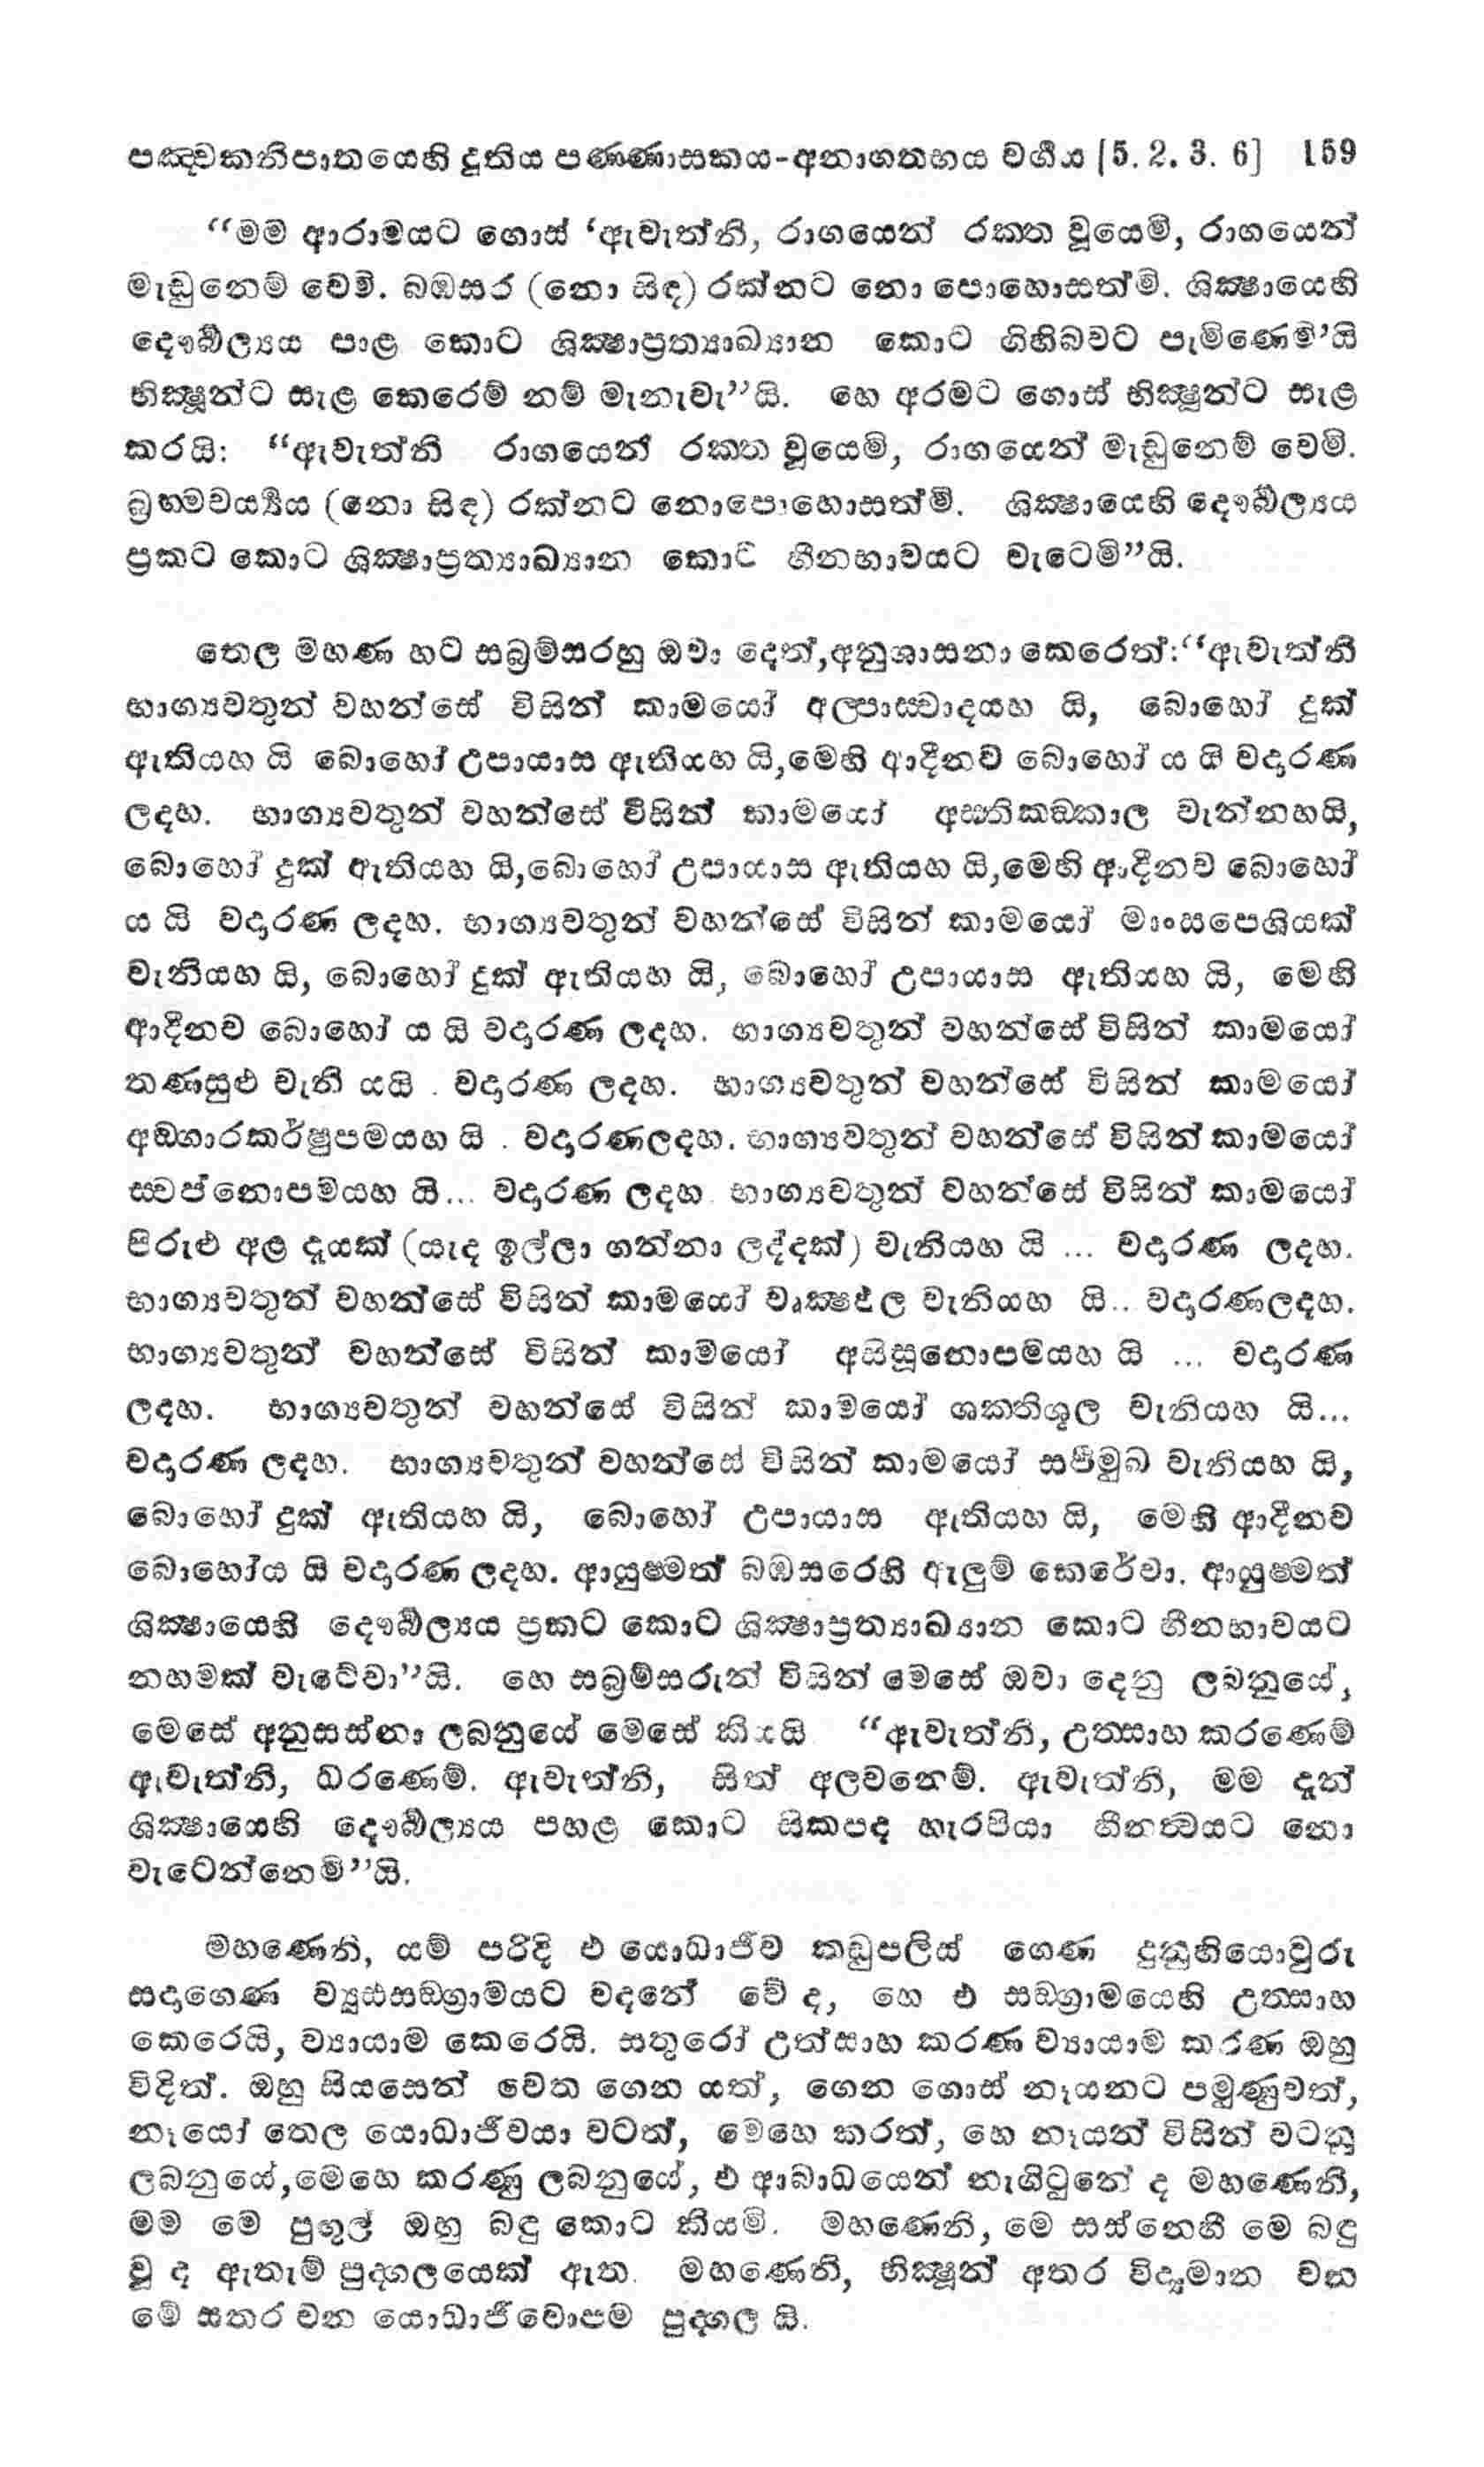 පඤ්චකනිපාතයෙහි දූතිය පණ්ණාසකය-අනාගතභය වර්ගය [5. 2. 3. 6] 159
“මම ආරාමයට ගොස් ‘ඇවැත්නි, රාගයෙන් රක්ත වූයෙමි, රාගයෙන්
මැඩුනෙම් වෙමි. බඹසර (නො සිඳ) රක්නට නො පොහොසත්මි. ශික්ෂායෙහි
දෞර්බල්‍යය පාළ කොට ශික්ෂාප්‍රත්‍යාඛ්‍යාන කොට ගිහිබවට පැමිණෙමි’යි
භික්ෂූන්ට සැළ කෙරෙම් නම් මැනැවැ”යි. හෙ අරමට ගොස් භික්ෂූන්ට සැළ
කරයි: “ඇවැත්නි රාගයෙන් රක්ත වූයෙමි, රාගයෙන් මැඩුනෙම් වෙමි.
බ්‍රහ්මචර්‍ය්‍යය (නො සිඳ) රක්නට නොපොහොසත්මි. ශික්ෂායෙහි දෞර්බල්‍යය
ප්‍රකට කොට ශික්ෂාප්‍රත්‍යාඛ්‍යාන කොට හීනභාවයට වැටෙමි”යි.
තෙල මහණ හට සබ්‍රම්සරහු ඔවා දෙත්,අනුශාසනා කෙරෙත්:“ඇවැත්නි
භාග්‍යවතුන් වහන්සේ විසින් කාමයෝ අල්පාස්වාදයහ යි, බොහෝ දුක්
ඇතියහ යි බොහෝ උපායාස ඇතියහ යි,මෙහි ආදීනව බොහෝ ය යි වදාරණ
ලදහ. භාග්‍යවතුන් වහන්සේ විසින් කාමයෝ අස්ථිකඞ්කාල වැන්නහයි,
බොහෝ දුක් ඇතියහ යි,බොහෝ උපායාස ඇතියහ යි,මෙහි ආදීනව බොහෝ
ය යි වදාරණ ලදහ. භාග්‍යවතුන් වහන්සේ විසින් කාමයෝ මාංසපෙශියක්
වැනියහ යි, බොහෝ දුක් ඇතියහ යි, බොහෝ උපායාස ඇතියහ යි, මෙහි
ආදීනව බොහෝ ය යි වදාරණ ලදහ. භාග්‍යවතුන් වහන්සේ විසින් කාමයෝ
තණසුළු වැනි යයි . වදාරණ ලදහ. භාග්‍යවතුන් වහන්සේ විසින් කාමයෝ
අඞ්ගාරකර්ෂූපමයහ යි . වදාරණලදහ. භාග්‍යවතුන් වහන්සේ විසින් කාමයෝ
ස්වප්නොපමයහ යි... වදාරණ ලදහ භාග්‍යවතුන් වහන්සේ විසින් කාමයෝ
පිරුළු අළ දෑයක් (යැද ඉල්ලා ගන්නා ලද්දක්) වැනියහ යි ... වදාරණ ලදහ.
භාග්‍යවතුන් වහන්සේ විසින් කාමයෝ වෘක්ෂඵල වැනියහ යි.. වදාරණලදහ.
භාග්‍යවතුන් වහන්සේ විසින් කාමයෝ අසිසූනොපමයහ යි ... වදාරණ
ලදහ. භාග්‍යවතුන් වහන්සේ විසින් කාමයෝ ශක්තිශූල වැනියහ යි...
වදාරණ ලදහ. භාග්‍යවතුන් වහන්සේ විසින් කාමයෝ සර්පමුඛ වැනියහ යි,
බොහෝ දුක් ඇතියහ යි, බොහෝ උපායාස ඇතියහ යි, මෙහි ආදීනව
බොහෝය යි වදාරණ ලදහ. ආයුෂ්මත් බඹසරෙහි ඇලුම් කෙරේවා. ආයුෂ්මත්
ශික්ෂායෙහි දෞර්බල්‍යය ප්‍රකට කොට ශික්ෂාප්‍රත්‍යාඛ්‍යාන කොට හීනභාවයට
නහමක් වැටේවා”යි. හෙ සබ්‍රම්සරුන් විසින් මෙසේ ඔවා දෙනු ලබනුයේ,
මෙසේ අනුසස්නා ලබනුයේ මෙසේ කියයි “ඇවැත්නි, උත්සාහ කරණෙම්
ඇවැත්නි, ධරණෙම්. ඇවැත්නි, සිත් අලවනෙම්. ඇවැත්නි, මම දැන්
ශික්ෂායෙහි දෞර්බල්‍යය පහළ කොට සිකපද හැරපියා හීනත්වයට නො
වැටෙන්නෙමි”යි.
මහණෙනි, යම් පරිදි එ යොධාජීව කඩුපලිස් ගෙණ දුනුහියොවුරු
සදාගෙණ ව්‍යූඪසඞ්ග්‍රාමයට වදනේ වේ ද, හෙ එ සඞ්ග්‍රාමයෙහි උත්සාහ
කෙරෙයි, ව්‍යායාම කෙරෙයි. සතුරෝ උත්සාහ කරණ ව්‍යායාම කරණ ඔහු
විදිත්. ඔහු සියසෙන් වෙත ගෙන යත්, ගෙන ගොස් නෑයනට පමුණුවත්,
නෑයෝ තෙල යොධාජීවයා වටත්, මෙහෙ කරත්, හෙ නෑයන් විසින් වටනු
ලබනුයේ,මෙහෙ කරණු ලබනුයේ, එ ආබාධයෙන් නැගිටුනේ ද මහණෙනි,
මම මෙ පුඟුල් ඔහු බඳු කොට කියමි. මහණෙනි, මෙ සස්නෙහි මෙ බඳු
වූ ද ඇතැම් පුද්ගලයෙක් ඇත. මහණෙනි, භික්ෂූන් අතර විද්‍යමාන වන
මේ සතර වන යොධාජීවොපම පුද්ගල යි.